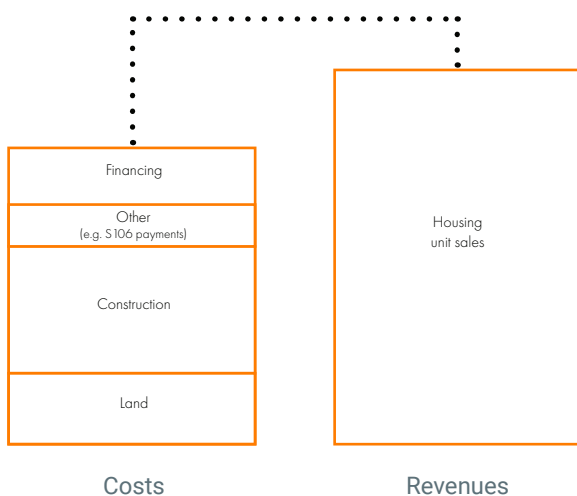 Financing
Other
(e.g. S106 payments)
Construction
Land
Housing
unit sales
Costs
Revenues